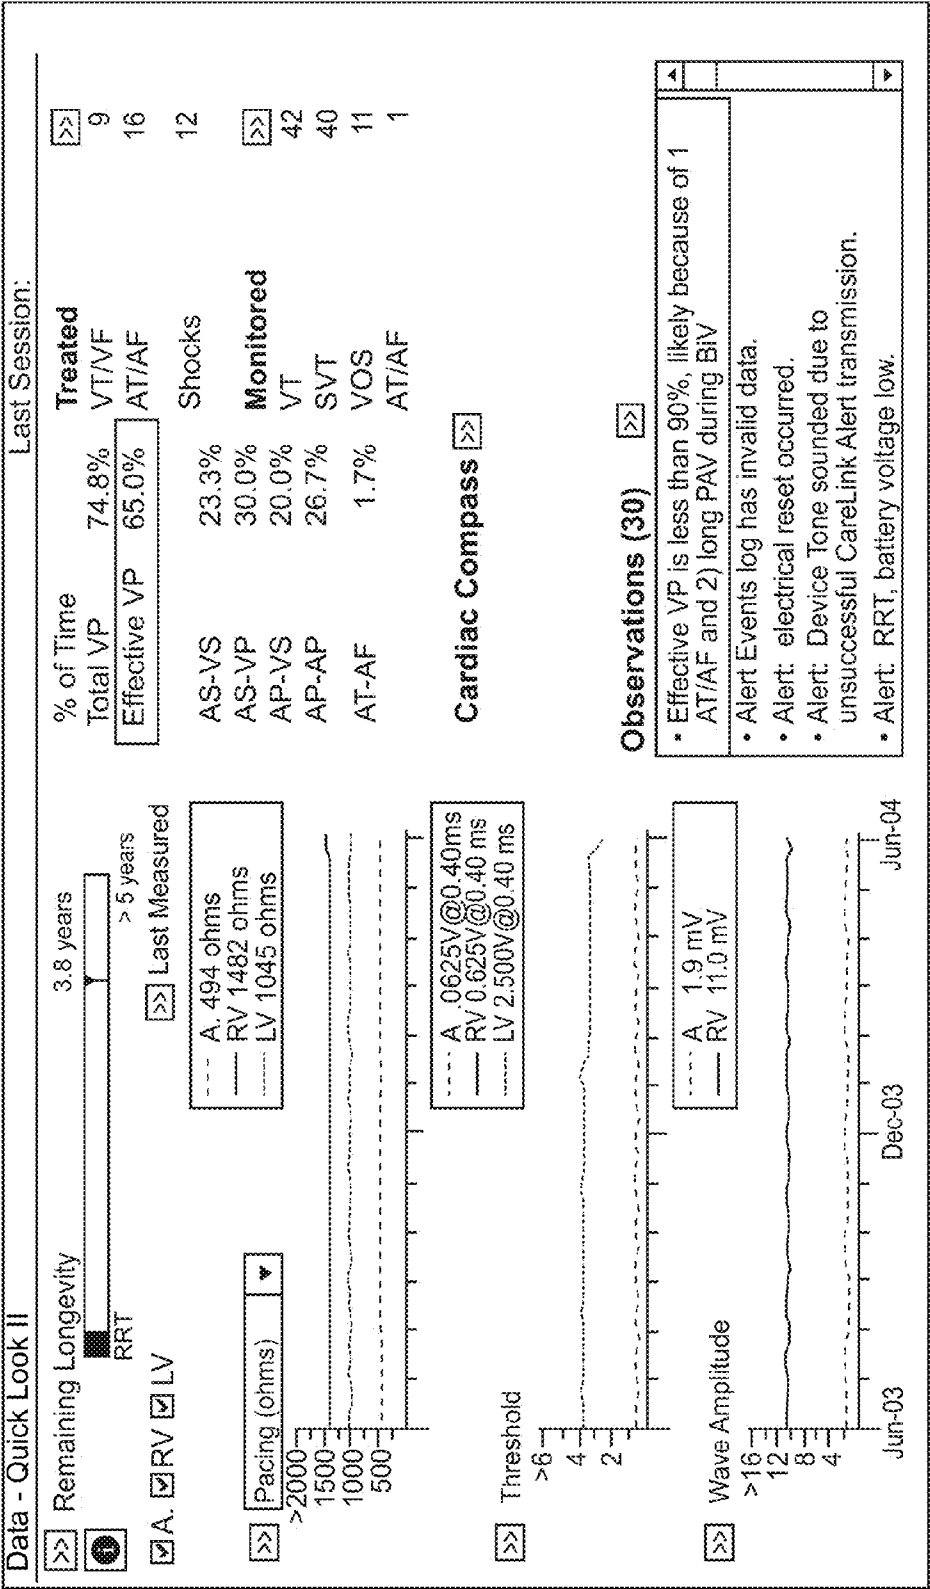 Data - Quick Look II
Last Session:
>> Remaining Longevity
3.8 years
RRT
> 5 years
A. RV LV
>> Last Measured
>> Pacing (ohms)
A. 494 ohms
RV 1482 ohms
LV 1045 ohms
>2000
1500
1000
500
>> Threshold
A .0625V@0.40ms
RV 0.625V@0.40 ms
LV 2.500V@0.40 ms
>6
4
2
>> Wave Amplitude
A 1.9 mV
RV 11.0 mV
>16
12
8
4
Jun-03 Dec-03 Jun-04
% of Time
Total VP 74.8%
Effective VP 65.0%
AS-VS 23.3%
AS-VP 30.0%
AP-VS 20.0%
AP-AP 26.7%
AT-AF 1.7%
Treated >>
VT/VF 9
AT/AF 16
Shocks 12
Monitored >>
VT 42
SVT 40
VOS 11
AT/AF 1
Cardiac Compass >>
Observations (30) >>
• Effective VP is less than 90%, likely because of 1
AT/AF and 2) long PAV during BiV
• Alert Events log has invalid data.
• Alert: electrical reset occurred.
• Alert: Device Tone sounded due to
unsuccessful CareLink Alert transmission.
• Alert: RRT, battery voltage low.